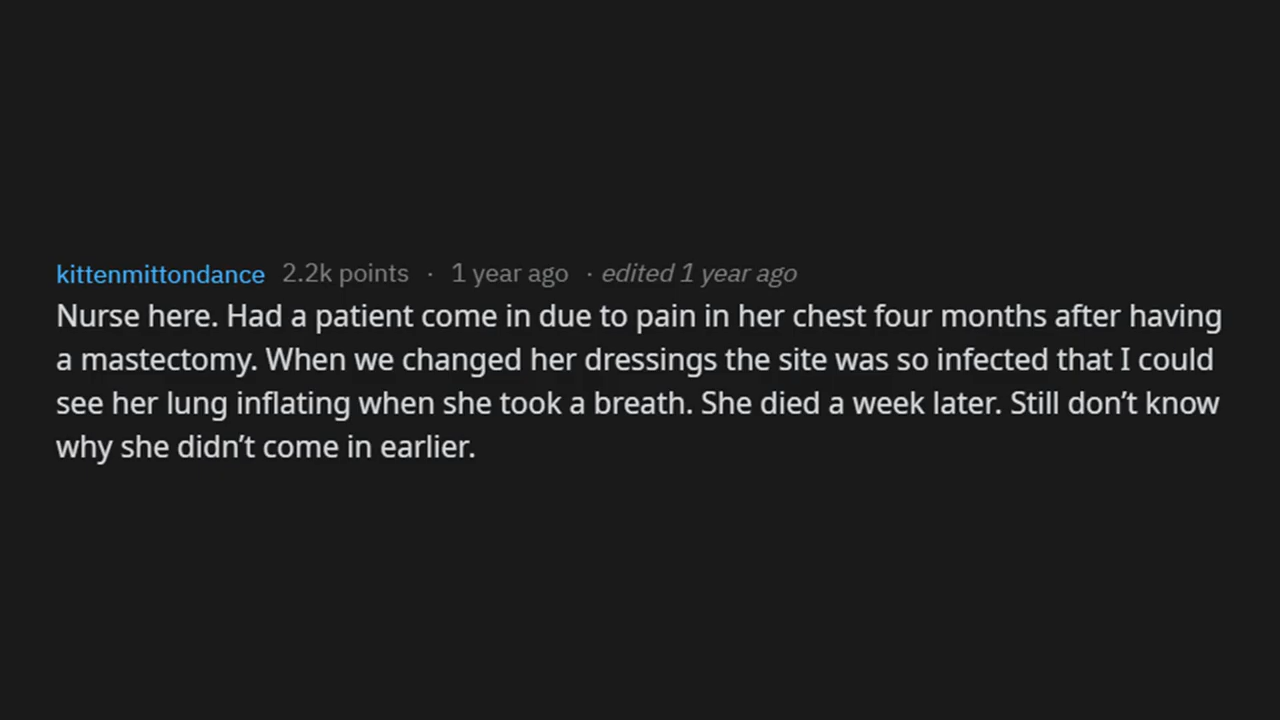 kittenmittondance 2.2k points · 1 year ago · edited 1 year ago
Nurse here. Had a patient come in due to pain in her chest four months after having
a mastectomy. When we changed her dressings the site was so infected that I could
see her lung inflating when she took a breath. She died a week later. Still don’t know
why she didn’t come in earlier.